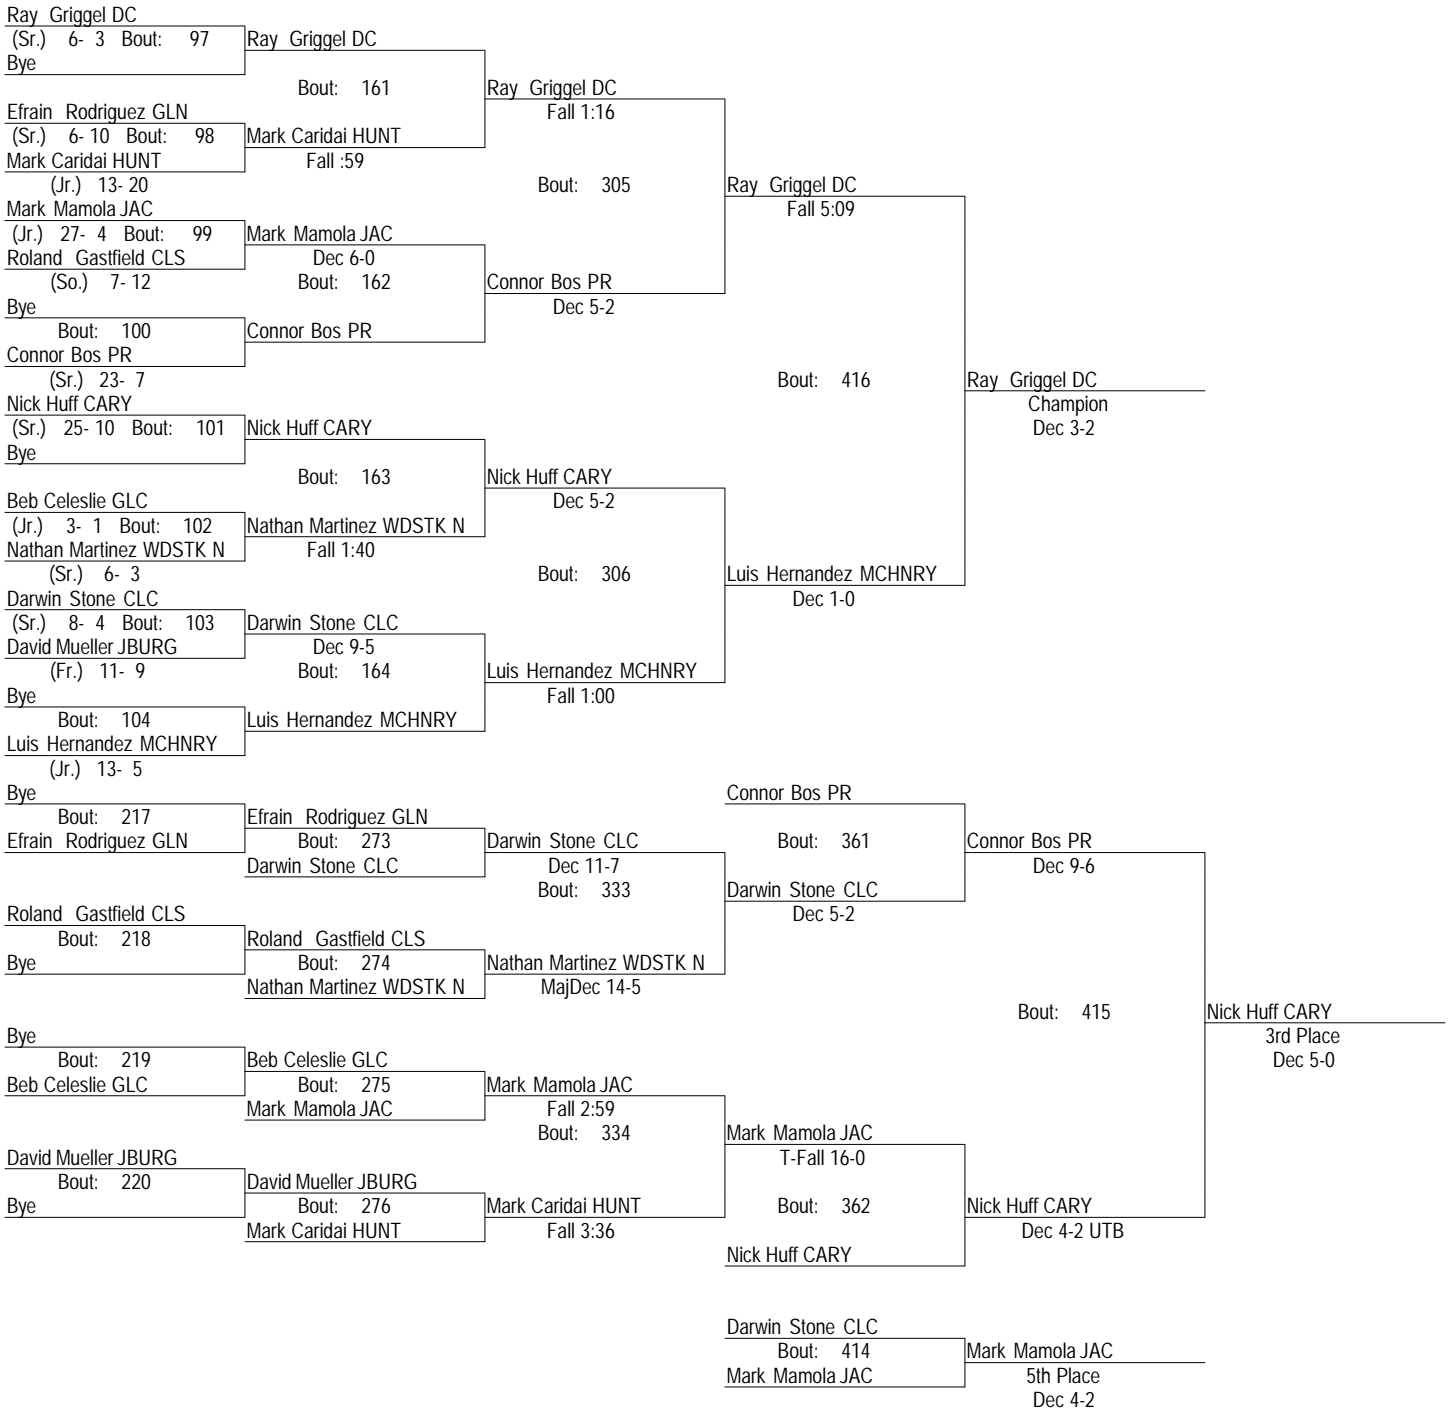 Ray Griggel DC
(Sr.) 6- 3 Bout: 97 Ray Griggel DC
Bye
Bout: 161 Ray Griggel DC
Efrain Rodriguez GLN Fall 1:16
(Sr.) 6- 10 Bout: 98 Mark Caridai HUNT
Mark Caridai HUNT Fall :59
(Jr.) 13- 20 Bout: 305 Ray Griggel DC
Mark Mamola JAC Fall 5:09
(Jr.) 27- 4 Bout: 99 Mark Mamola JAC
Roland Gastfield CLS Dec 6-0
(So.) 7- 12 Bout: 162 Connor Bos PR
Bye Dec 5-2
Bout: 100 Connor Bos PR
Connor Bos PR
(Sr.) 23- 7 Bout: 416 Ray Griggel DC
Nick Huff CARY Champion
(Sr.) 25- 10 Bout: 101 Nick Huff CARY Dec 3-2
Bye
Bout: 163 Nick Huff CARY
Beb Celeslie GLC Dec 5-2
(Jr.) 3- 1 Bout: 102 Nathan Martinez WDSTK N
Nathan Martinez WDSTK N Fall 1:40
(Sr.) 6- 3 Bout: 306 Luis Hernandez MCHNRY
Darwin Stone CLC Dec 1-0
(Sr.) 8- 4 Bout: 103 Darwin Stone CLC
David Mueller JBURG Dec 9-5
(Fr.) 11- 9 Bout: 164 Luis Hernandez MCHNRY
Bye Fall 1:00
Bout: 104 Luis Hernandez MCHNRY
Luis Hernandez MCHNRY
(Jr.) 13- 5
Bye Connor Bos PR
Bout: 217 Efrain Rodriguez GLN
Efrain Rodriguez GLN Bout: 273 Darwin Stone CLC Bout: 361 Connor Bos PR
Darwin Stone CLC Dec 11-7 Dec 9-6
Bout: 333 Darwin Stone CLC
Roland Gastfield CLS Dec 5-2
Bout: 218 Roland Gastfield CLS
Bye Bout: 274 Nathan Martinez WDSTK N
Nathan Martinez WDSTK N MajDec 14-5
Bout: 415 Nick Huff CARY
Bye 3rd Place
Bout: 219 Beb Celeslie GLC Dec 5-0
Beb Celeslie GLC Bout: 275 Mark Mamola JAC
Mark Mamola JAC Fall 2:59
Bout: 334 Mark Mamola JAC
David Mueller JBURG T-Fall 16-0
Bout: 220 David Mueller JBURG
Bye Bout: 276 Mark Caridai HUNT Bout: 362 Nick Huff CARY
Mark Caridai HUNT Fall 3:36 Dec 4-2 UTB
Nick Huff CARY
Darwin Stone CLC
Bout: 414 Mark Mamola JAC
Mark Mamola JAC 5th Place
Dec 4-2